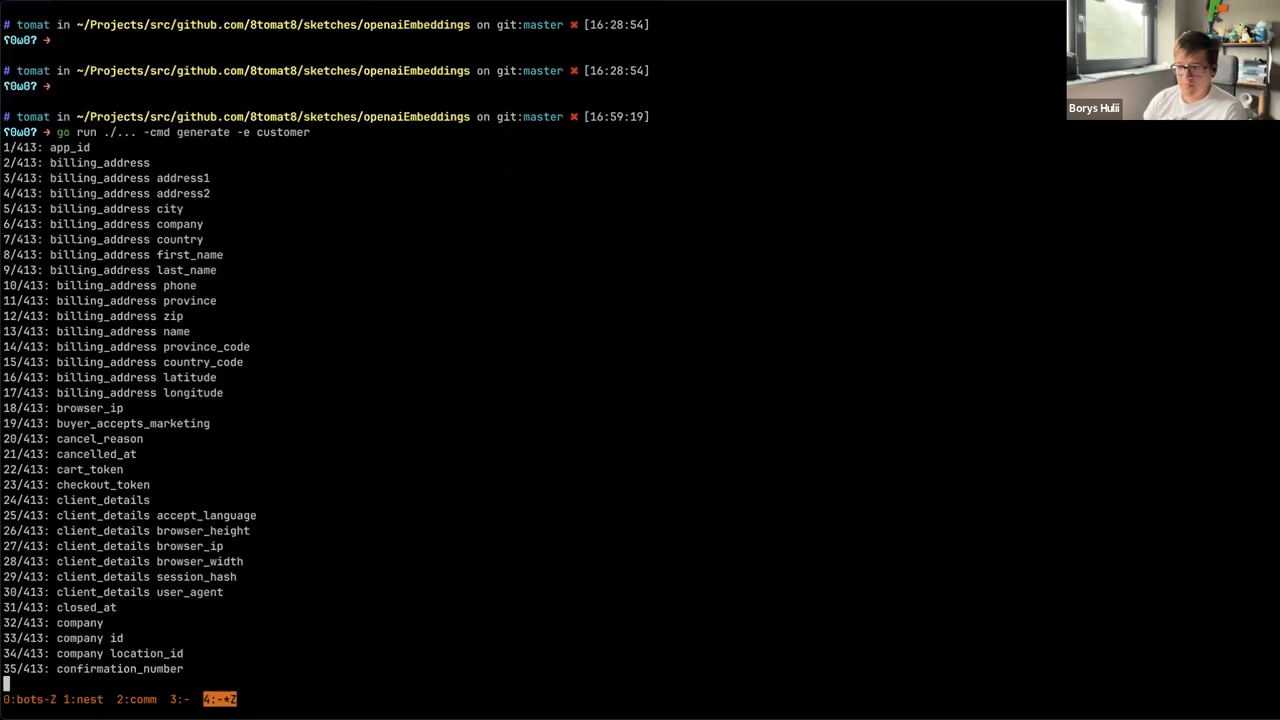 # tomat in ~/Projects/src/github.com/8tomat8/sketches/openaiEmbeddings on git:master ✖ [16:28:54]
ʕ0ω0ʔ →
# tomat in ~/Projects/src/github.com/8tomat8/sketches/openaiEmbeddings on git:master ✖ [16:28:54]
ʕ0ω0ʔ →
# tomat in ~/Projects/src/github.com/8tomat8/sketches/openaiEmbeddings on git:master ✖ [16:59:19]
ʕ0ω0ʔ → go run ./... -cmd generate -e customer
1/413: app_id
2/413: billing_address
3/413: billing_address address1
4/413: billing_address address2
5/413: billing_address city
6/413: billing_address company
7/413: billing_address country
8/413: billing_address first_name
9/413: billing_address last_name
10/413: billing_address phone
11/413: billing_address province
12/413: billing_address zip
13/413: billing_address name
14/413: billing_address province_code
15/413: billing_address country_code
16/413: billing_address latitude
17/413: billing_address longitude
18/413: browser_ip
19/413: buyer_accepts_marketing
20/413: cancel_reason
21/413: cancelled_at
22/413: cart_token
23/413: checkout_token
24/413: client_details
25/413: client_details accept_language
26/413: client_details browser_height
27/413: client_details browser_ip
28/413: client_details browser_width
29/413: client_details session_hash
30/413: client_details user_agent
31/413: closed_at
32/413: company
33/413: company id
34/413: company location_id
35/413: confirmation_number
0:bots-Z 1:nest 2:comm 3:- 4:-*Z
Borys Hulii